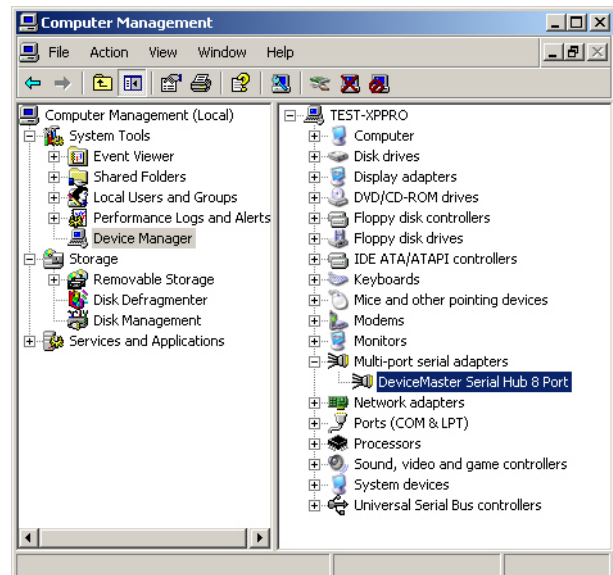 Computer Management
File Action View Window Help
Computer Management (Local)
System Tools
Event Viewer
Shared Folders
Local Users and Groups
Performance Logs and Alerts
Device Manager
Storage
Removable Storage
Disk Defragmenter
Disk Management
Services and Applications
TEST-XPPRO
Computer
Disk drives
Display adapters
DVD/CD-ROM drives
Floppy disk controllers
Floppy disk drives
IDE ATA/ATAPI controllers
Keyboards
Mice and other pointing devices
Modems
Monitors
Multi-port serial adapters
DeviceMaster Serial Hub 8 Port
Network adapters
Ports (COM & LPT)
Processors
Sound, video and game controllers
System devices
Universal Serial Bus controllers